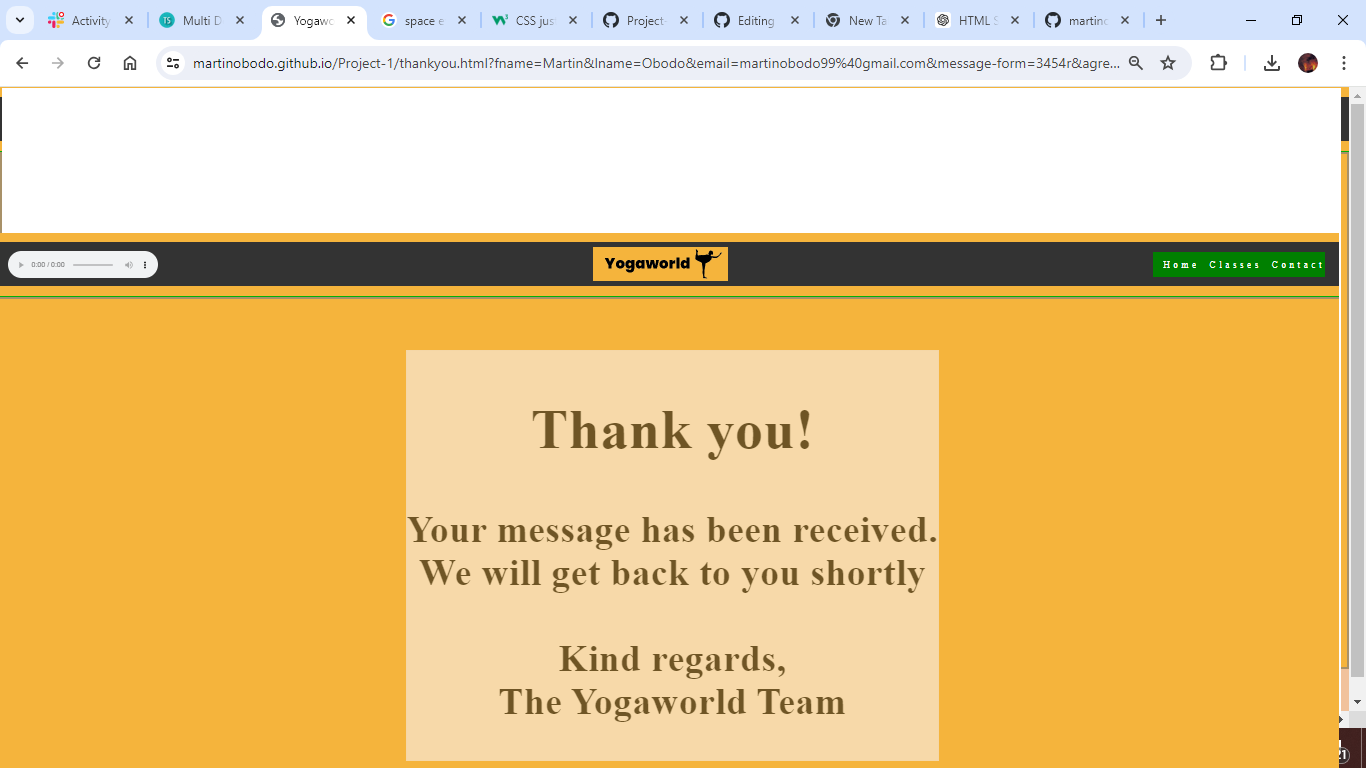 Activity
Multi D
Yogawo
space e
CSS jus
Project-
Editing
New Ta
HTML S
martino
martinobodo.github.io/Project-1/thankyou.html?fname=Martin&lname=Obodo&email=martinobodo99%40gmail.com&message-form=3454r&agre...
0:00 / 0:00
Yogaworld
Home Classes Contact
Thank you!
Your message has been received.
We will get back to you shortly
Kind regards,
The Yogaworld Team